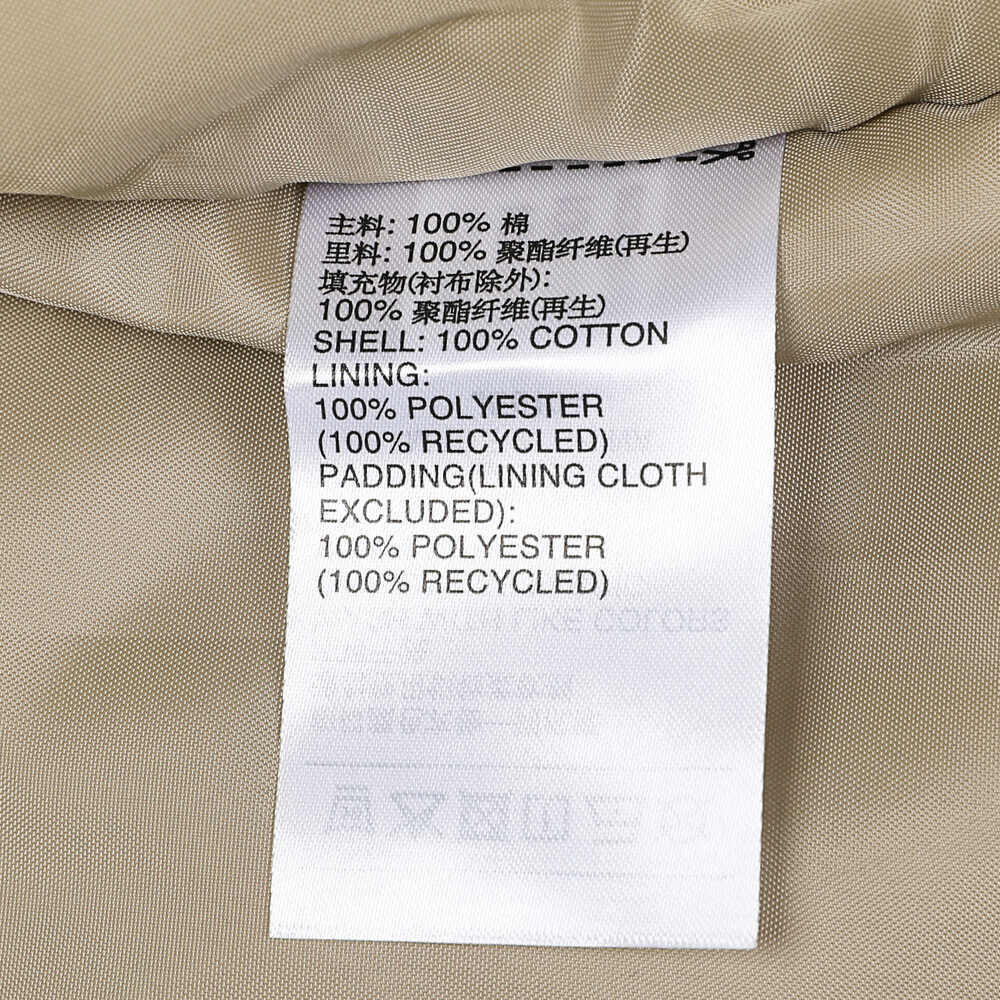 主料: 100% 棉
里料: 100% 聚酯纤维(再生)
填充物(衬布除外):
100% 聚酯纤维(再生)
SHELL: 100% COTTON
LINING:
100% POLYESTER
(100% RECYCLED)
PADDING(LINING CLOTH
EXCLUDED):
100% POLYESTER
(100% RECYCLED)